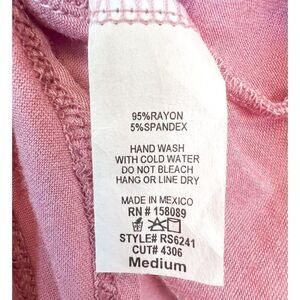 95%RAYON
5%SPANDEX
HAND WASH
WITH COLD WATER
DO NOT BLEACH
HANG OR LINE DRY
MADE IN MEXICO
RN # 158089
STYLE# RS6241
CUT# 4306
Medium